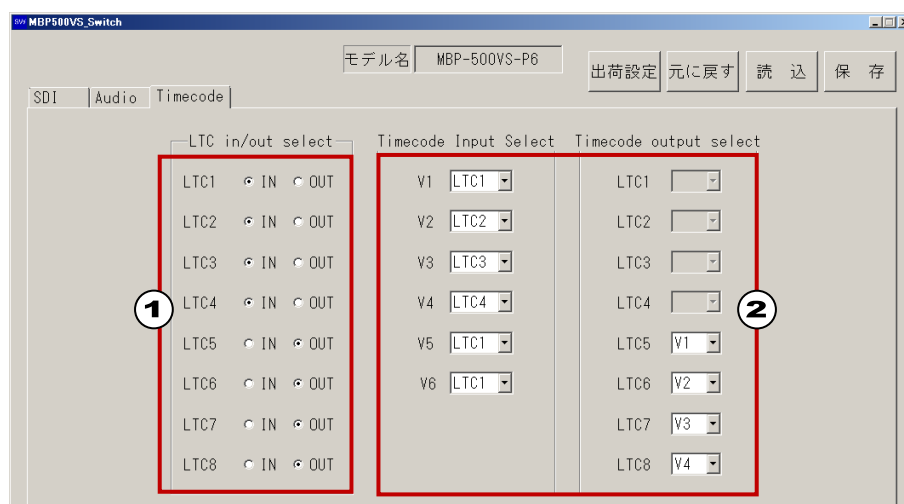 SVW MBP500VS_Switch
モデル名 MBP-500VS-P6 出荷設定 元に戻す 読 込 保 存
SDI Audio Timecode
LTC in/out select Timecode Input Select Timecode output select
LTC1 IN OUT V1 LTC1 LTC1
LTC2 IN OUT V2 LTC2 LTC2
LTC3 IN OUT V3 LTC3 LTC3
1 LTC4 IN OUT V4 LTC4 LTC4 2
LTC5 IN OUT V5 LTC1 LTC5 V1
LTC6 IN OUT V6 LTC1 LTC6 V2
LTC7 IN OUT LTC7 V3
LTC8 IN OUT LTC8 V4